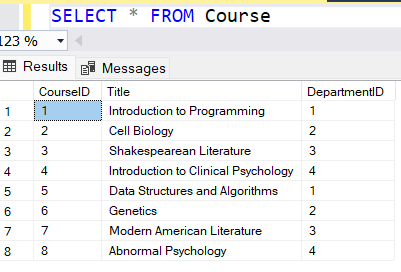 SELECT * FROM Course
123 %
Results Messages
CourseID Title DepartmentID
1 1 Introduction to Programming 1
2 2 Cell Biology 2
3 3 Shakespearean Literature 3
4 4 Introduction to Clinical Psychology 4
5 5 Data Structures and Algorithms 1
6 6 Genetics 2
7 7 Modern American Literature 3
8 8 Abnormal Psychology 4